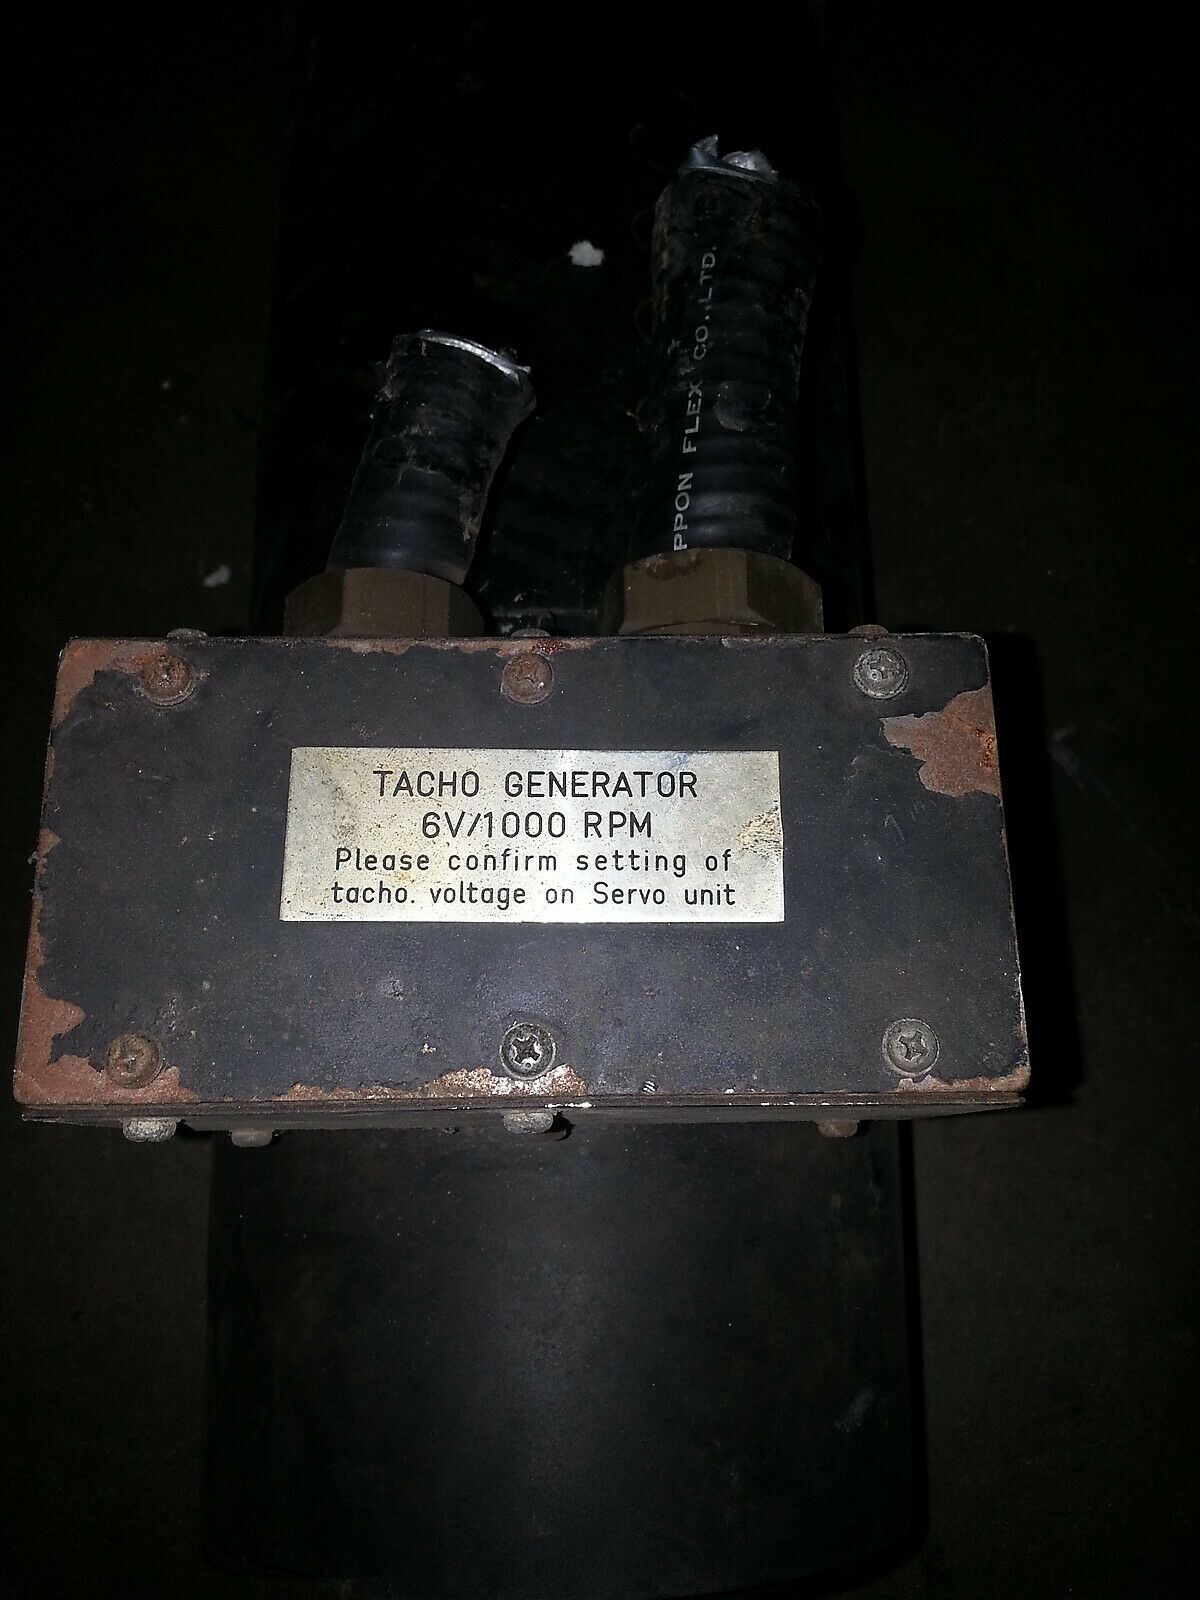 PPON FLEX CO.,LTD.
TACHO GENERATOR
6V/1000 RPM
Please confirm setting of
tacho. voltage on Servo unit